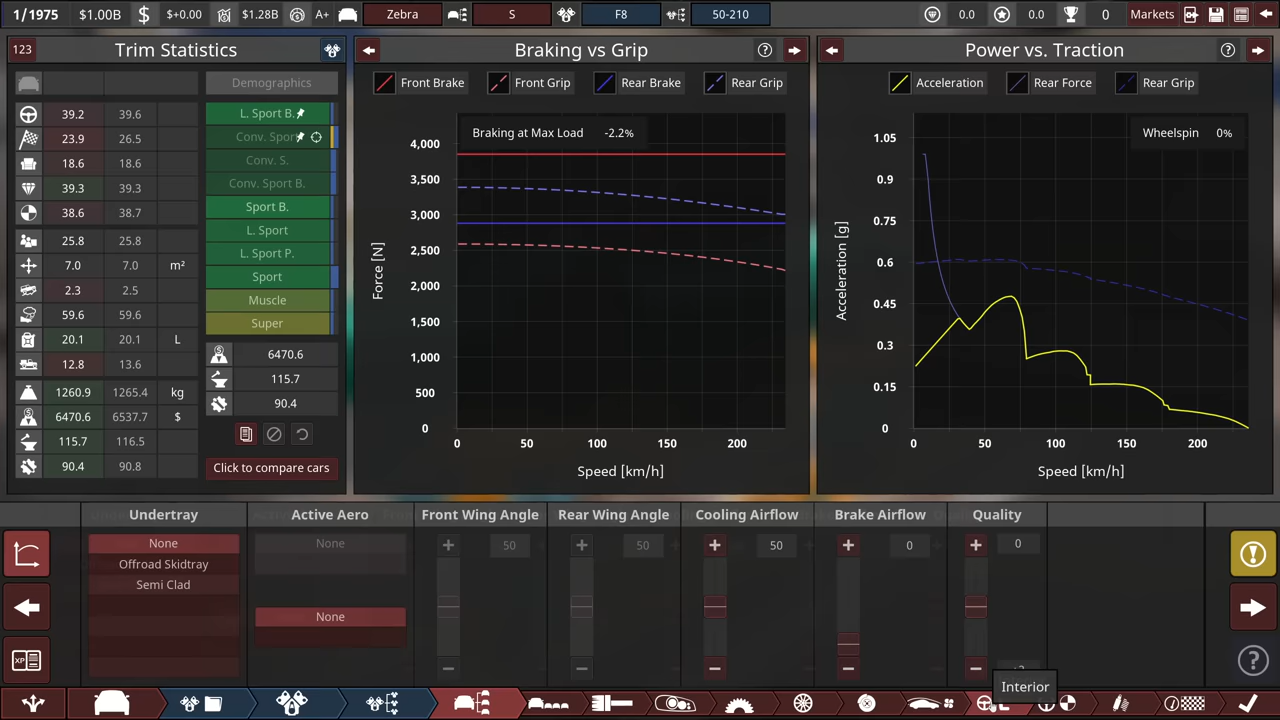 1/1975 $1.00B $+0.00 $1.28B A+ Zebra S F8 50-210 0.0 0.0 0 Markets
123 Trim Statistics
Demographics
39.2 39.6
23.9 26.5
18.6 18.6
39.3 39.3
38.6 38.7
25.8 25.8
7.0 7.0 m²
2.3 2.5
59.6 59.6
20.1 20.1 L
12.8 13.6
1260.9 1265.4 kg
6470.6 6537.7 $
115.7 116.5
90.4 90.8
L. Sport B.
Conv. Sport
Conv. S.
Conv. Sport B.
Sport B.
L. Sport
L. Sport P.
Sport
Muscle
Super
6470.6
115.7
90.4
Click to compare cars
Braking vs Grip
Front Brake Front Grip Rear Brake Rear Grip
Braking at Max Load -2.2%
4,000
3,500
3,000
2,500
2,000
1,500
1,000
500
0
Force [N]
0 50 100 150 200
Speed [km/h]
Power vs. Traction
Acceleration Rear Force Rear Grip
Wheelspin 0%
1.05
0.9
0.75
0.6
0.45
0.3
0.15
0
Acceleration [g]
0 50 100 150 200
Speed [km/h]
Undertray
None
Offroad Skidtray
Semi Clad
Active Aero
None
None
Front Wing Angle
50
Rear Wing Angle
50
Cooling Airflow
50
Brake Airflow
0
Quality
0
XP
Interior